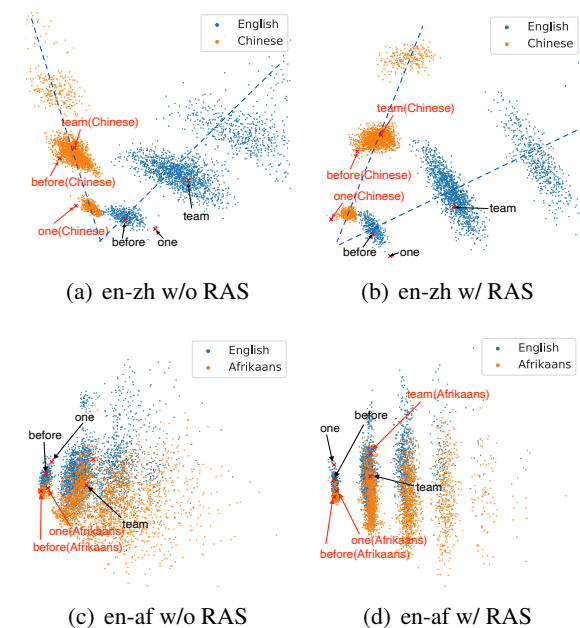 English
Chinese
team(Chinese)
before(Chinese)
one(Chinese)
team
before
one
(a) en-zh w/o RAS
English
Chinese
team(Chinese)
before(Chinese)
one(Chinese)
team
before
one
(b) en-zh w/ RAS
English
Afrikaans
one
before
team
one(Afrikaans)
before(Afrikaans)
(c) en-af w/o RAS
English
Afrikaans
team(Afrikaans)
one
before
team
one(Afrikaans)
before(Afrikaans)
(d) en-af w/ RAS